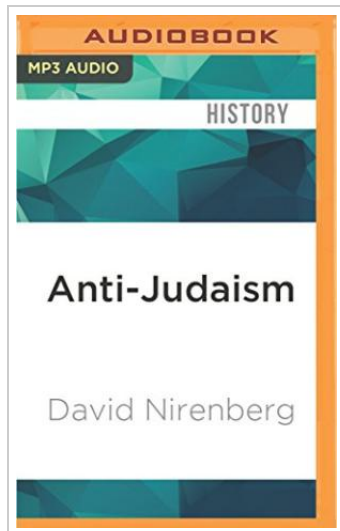 AUDIOBOOK
MP3 AUDIO
HISTORY
Anti-Judaism
David Nirenberg